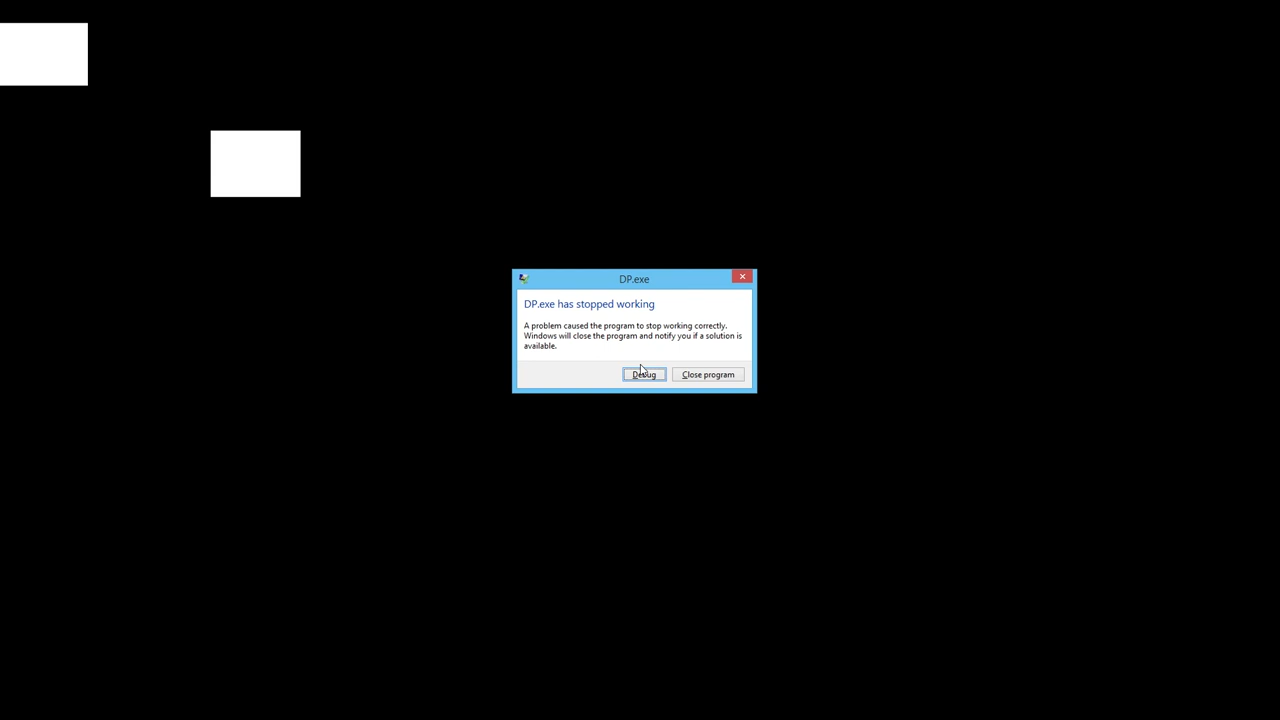 DP.exe
DP.exe has stopped working
A problem caused the program to stop working correctly.
Windows will close the program and notify you if a solution is
available.
Debug
Close program